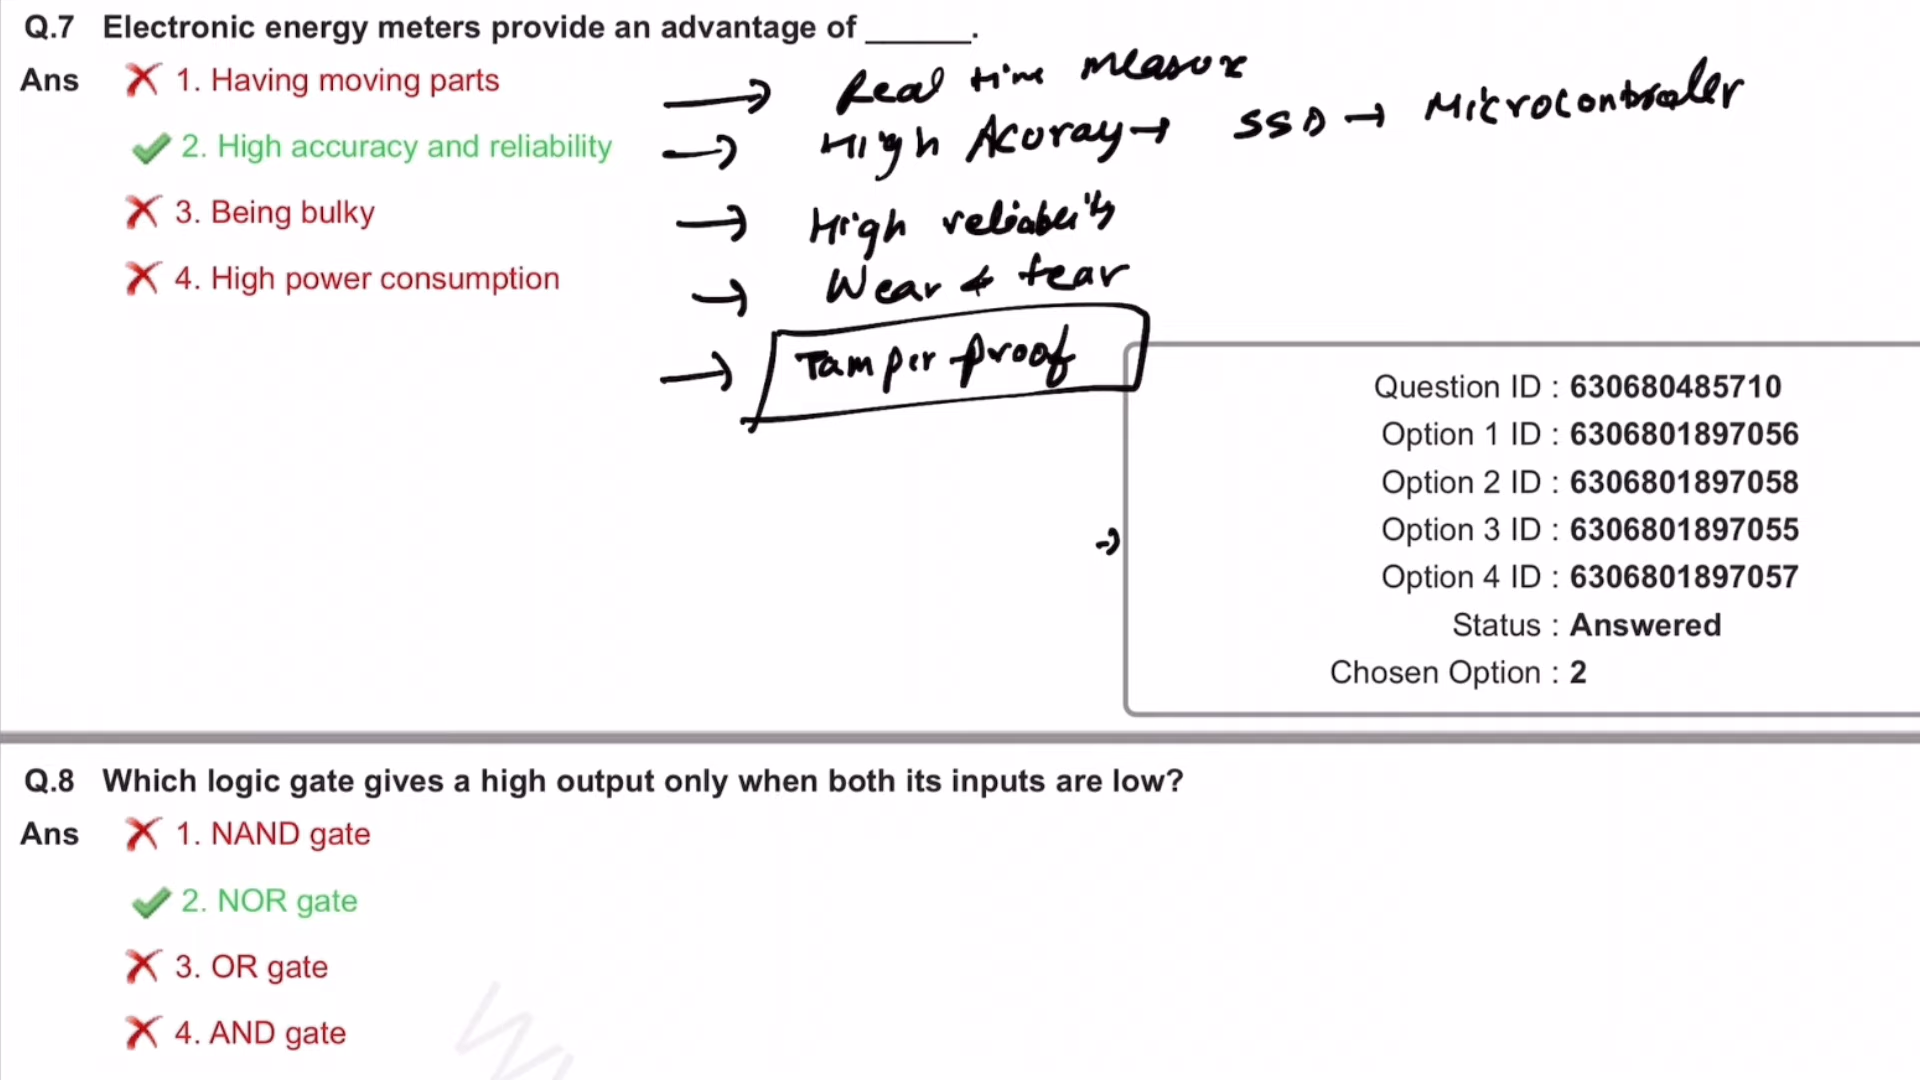 Q.7 Electronic energy meters provide an advantage of ______.
Ans 1. Having moving parts
2. High accuracy and reliability
3. Being bulky
4. High power consumption
→ Real time measur
→ High Acuray → SSD → Microcontroller
→ High
→ Wear & tear
→ Tamper proof
→
Question ID : 630680485710
Option 1 ID : 6306801897056
Option 2 ID : 6306801897058
Option 3 ID : 6306801897055
Option 4 ID : 6306801897057
Status : Answered
Chosen Option : 2
Q.8 Which logic gate gives a high output only when both its inputs are low?
Ans 1. NAND gate
2. NOR gate
3. OR gate
4. AND gate